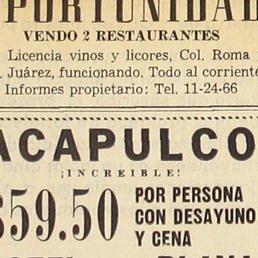 PORTUNIDAD
VENDO 2 RESTAURANTES
Licencia vinos y licores, Col. Roma
. Juárez, funcionando. Todo al corriente
Informes propietario: Tel. 11-24-66
ACAPULCO
¡INCREIBLE!
$59.50 POR PERSONA
CON DESAYUNO
Y CENA